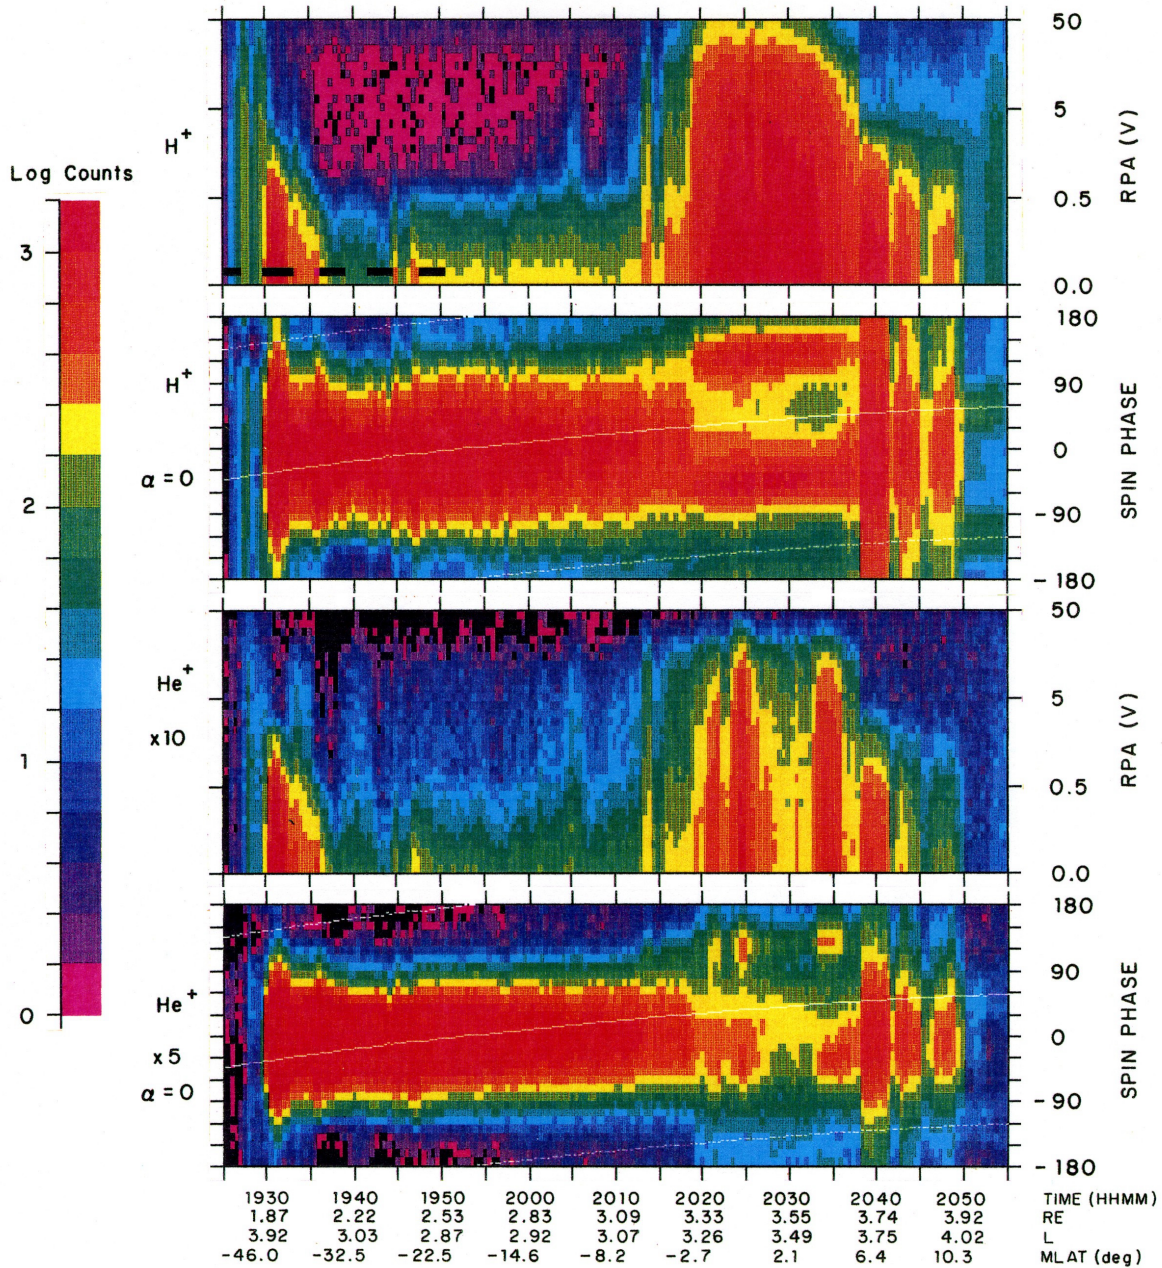 Log Counts
3
2
1
0
H+
50
5
0.5
0.0
RPA (V)
H+
α = 0
180
90
0
-90
-180
SPIN PHASE
He+
x10
50
5
0.5
0.0
RPA (V)
He+
x 5
α = 0
180
90
0
-90
-180
SPIN PHASE
1930 1940 1950 2000 2010 2020 2030 2040 2050 TIME (HHMM)
1.87 2.22 2.53 2.83 3.09 3.33 3.55 3.74 3.92 RE
3.92 3.03 2.87 2.92 3.07 3.26 3.49 3.75 4.02 L
-46.0 -32.5 -22.5 -14.6 -8.2 -2.7 2.1 6.4 10.3 MLAT (deg)